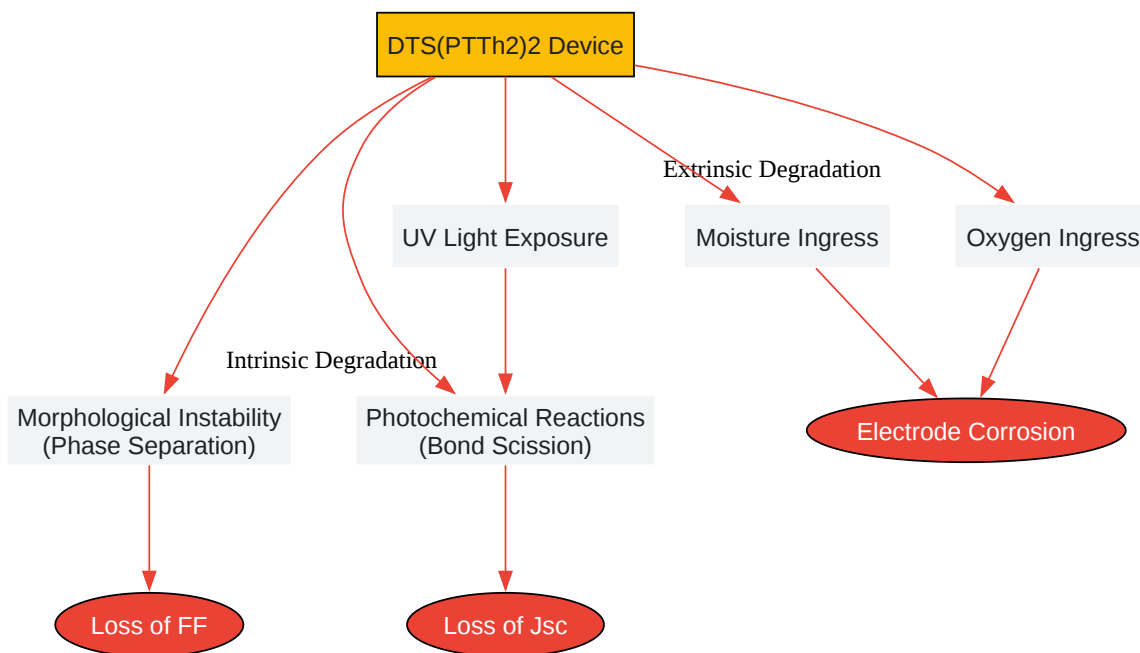 DTS(PTTh2)2 Device
Extrinsic Degradation
UV Light Exposure
Moisture Ingress
Oxygen Ingress
Intrinsic Degradation
Morphological Instability
(Phase Separation)
Photochemical Reactions
(Bond Scission)
Electrode Corrosion
Loss of FF
Loss of Jsc